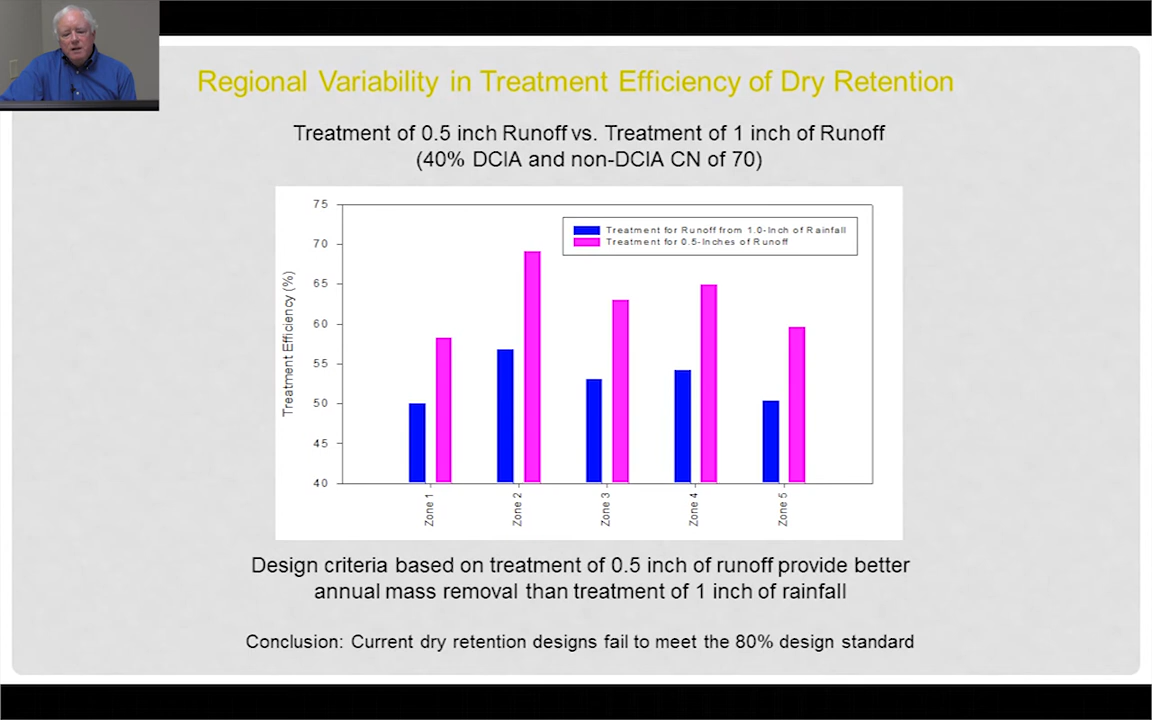 Regional Variability in Treatment Efficiency of Dry Retention
Treatment of 0.5 inch Runoff vs. Treatment of 1 inch of Runoff
(40% DCIA and non-DCIA CN of 70)
75
70
65
60
55
50
45
40
Treatment Efficiency (%)
Treatment for Runoff from 1.0-Inch of Rainfall
Treatment for 0.5-Inches of Runoff
Zone 1
Zone 2
Zone 3
Zone 4
Zone 5
Design criteria based on treatment of 0.5 inch of runoff provide better
annual mass removal than treatment of 1 inch of rainfall
Conclusion: Current dry retention designs fail to meet the 80% design standard